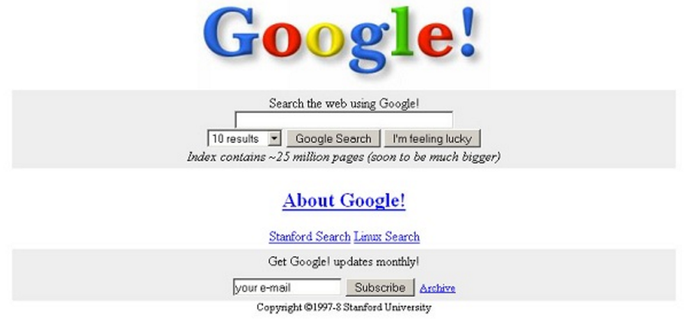 Google!
Search the web using Google!
10 results Google Search I'm feeling lucky
Index contains ~25 million pages (soon to be much bigger)
About Google!
Stanford Search Linux Search
Get Google! updates monthly!
your e-mail Subscribe Archive
Copyright ©1997-8 Stanford University